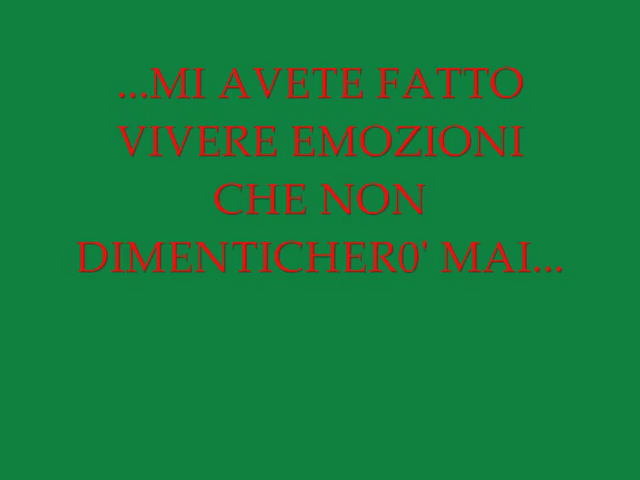 ...MI AVETE FATTO
VIVERE EMOZIONI
CHE NON
DIMENTICHER0' MAI...